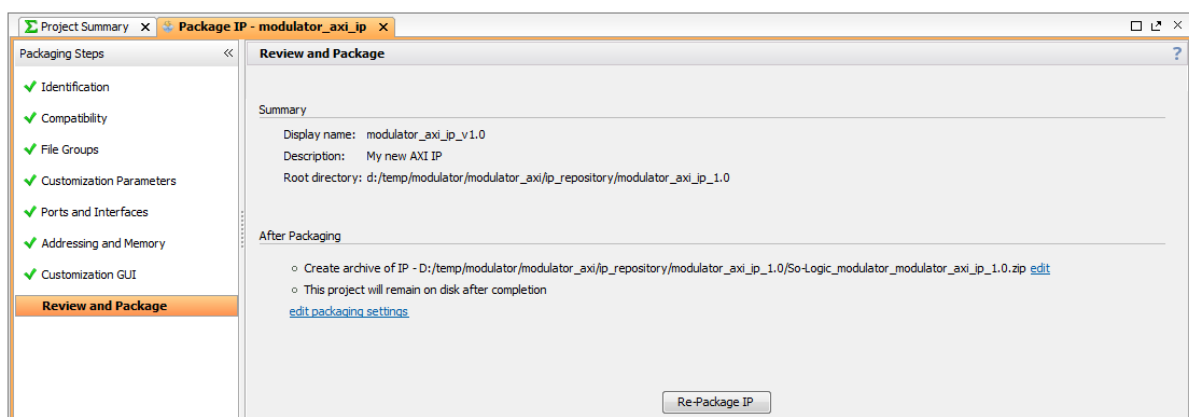 Project Summary
Package IP - modulator_axi_ip
Packaging Steps
Identification
Compatibility
File Groups
Customization Parameters
Ports and Interfaces
Addressing and Memory
Customization GUI
Review and Package
Review and Package
?
Summary
Display name: modulator_axi_ip_v1.0
Description: My new AXI IP
Root directory: d:/temp/modulator/modulator_axi/ip_repository/modulator_axi_ip_1.0
After Packaging
Create archive of IP - D:/temp/modulator/modulator_axi/ip_repository/modulator_axi_ip_1.0/So-Logic_modulator_modulator_axi_ip_1.0.zip edit
This project will remain on disk after completion
edit packaging settings
Re-Package IP